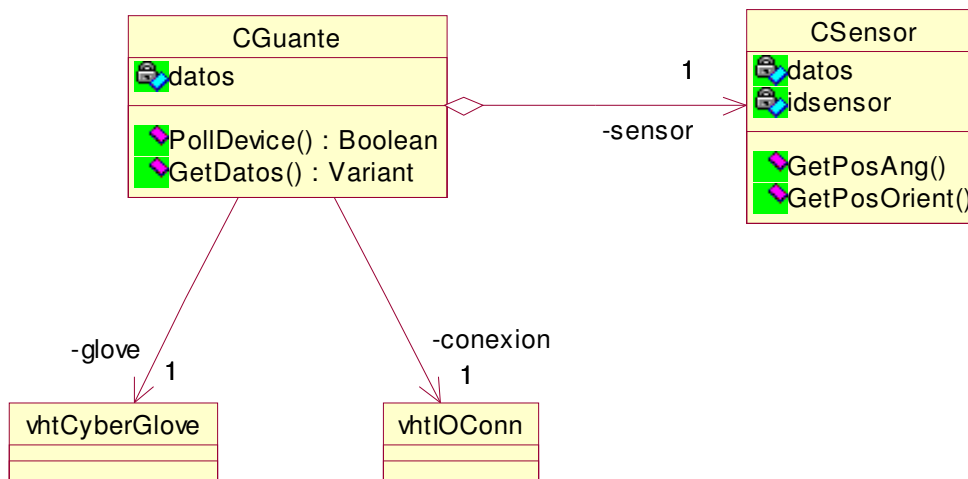 CGuante
datos
PollDevice() : Boolean
GetDatos() : Variant
1
-sensor
CSensor
datos
idsensor
GetPosAng()
GetPosOrient()
-glove
1
-conexion
1
vhtCyberGlove
vhtIOConn